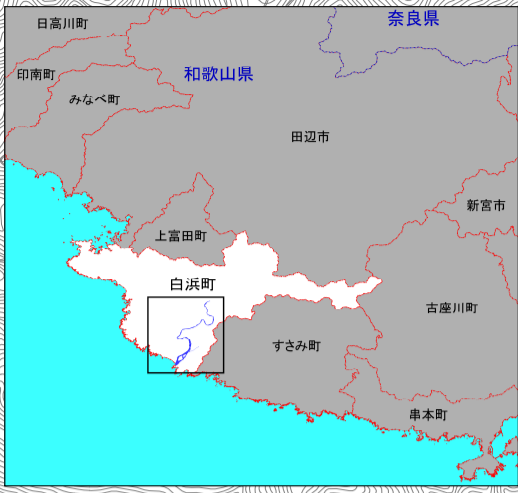 日高川町
奈良県
印南町
和歌山県
みなべ町
田辺市
新宮市
上富田町
白浜町
古座川町
すさみ町
串本町